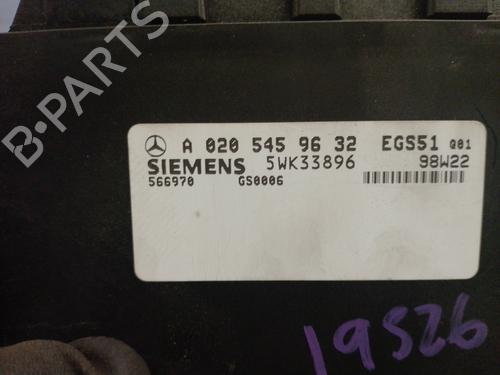 A 020 545 96 32 EGS51 Q01
SIEMENS 5WK33896 98W22
566970 GS0006
19526
B-PARTS